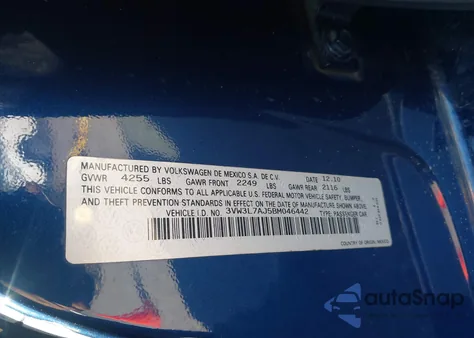 MANUFACTURED BY VOLKSWAGEN DE MEXICO S.A. DE C.V. 12.10
GVWR 4255 LBS GAWR FRONT 2249 LBS GAWR REAR 2116 LBS
THIS VEHICLE CONFORMS TO ALL APPLICABLE U.S. FEDERAL MOTOR VEHICLE SAFETY, BUMPER,
AND THEFT PREVENTION STANDARDS IN EFFECT ON THE DATE OF MANUFACTURE SHOWN ABOVE.
VEHICLE I.D. NO. 3VW3L7AJ5BM046442 TYPE: PASSENGER CAR
COUNTRY OF ORIGIN: MEXICO
autoSnap